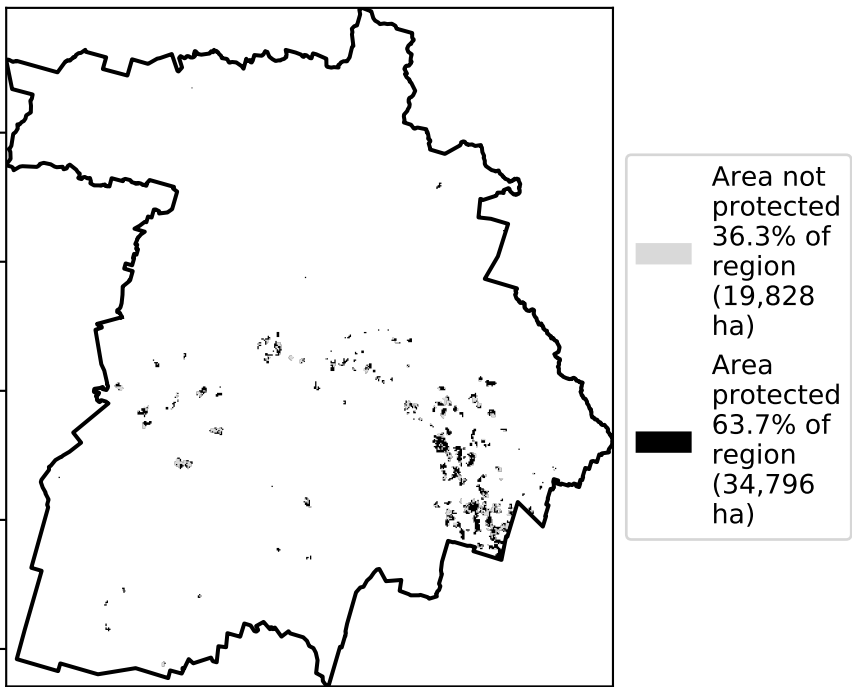 Area not
protected
36.3% of
region
(19,828
ha)
Area
protected
63.7% of
region
(34,796
ha)